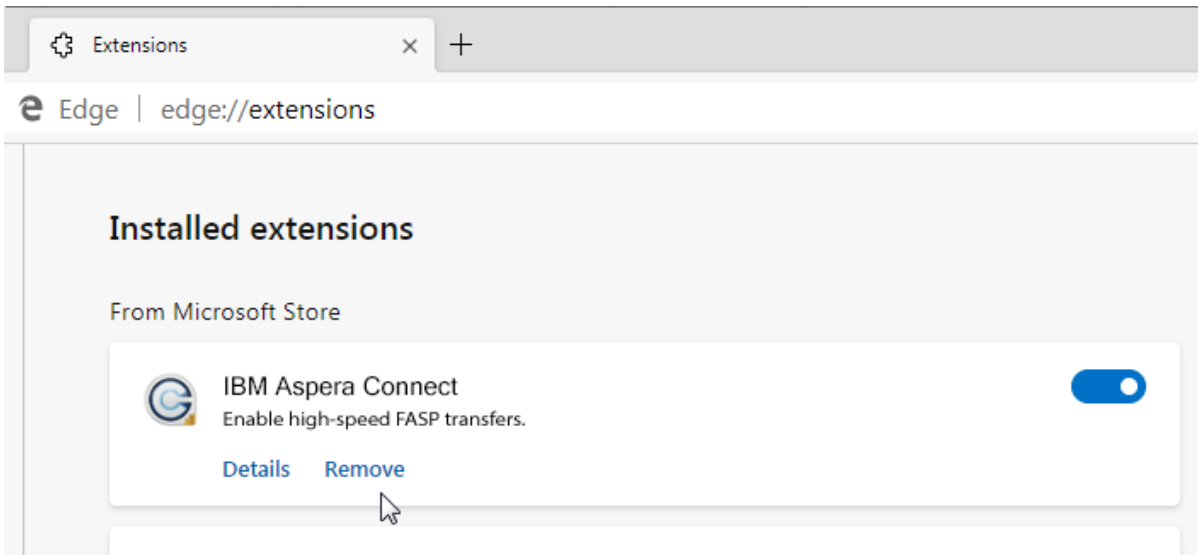 Extensions
Edge | edge://extensions
Installed extensions
From Microsoft Store
IBM Aspera Connect
Enable high-speed FASP transfers.
Details Remove